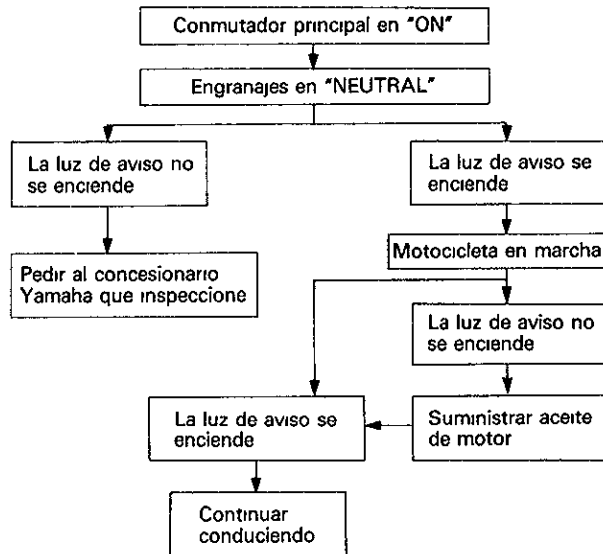 Conmutador principal en "ON"
Engranajes en "NEUTRAL"
La luz de aviso no
se enciende
La luz de aviso se
enciende
Pedir al concesionario
Yamaha que inspeccione
Motocicleta en marcha
La luz de aviso no
se enciende
La luz de aviso se
enciende
Suministrar aceite
de motor
Continuar
conduciendo